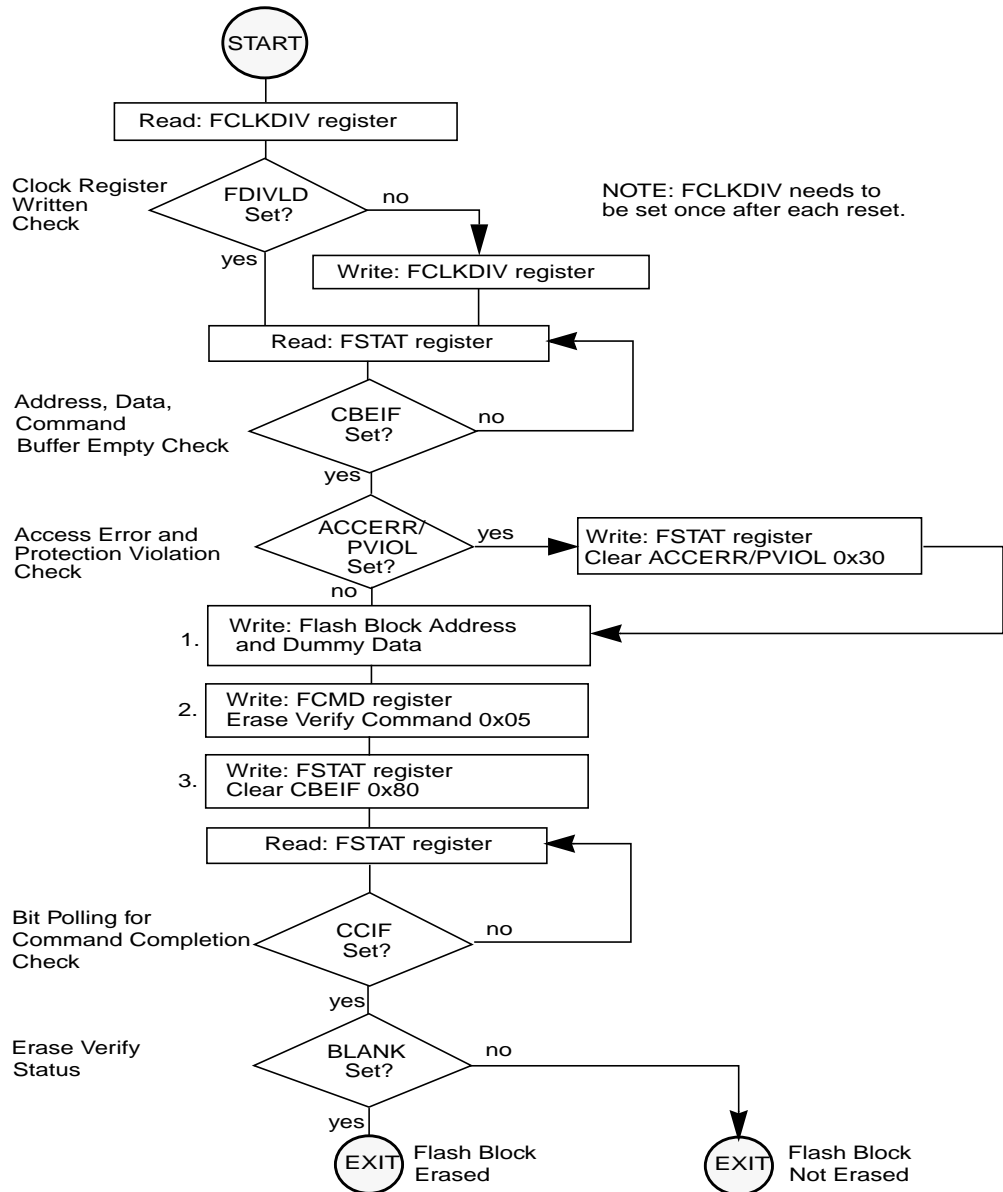 START
Read: FCLKDIV register
Clock Register
Written
Check
FDIVLD
Set?
no
NOTE: FCLKDIV needs to
be set once after each reset.
yes
Write: FCLKDIV register
Read: FSTAT register
Address, Data,
Command
Buffer Empty Check
CBEIF
Set?
no
yes
Access Error and
Protection Violation
Check
ACCERR/
PVIOL
Set?
yes
Write: FSTAT register
Clear ACCERR/PVIOL 0x30
no
1.
Write: Flash Block Address
and Dummy Data
2.
Write: FCMD register
Erase Verify Command 0x05
3.
Write: FSTAT register
Clear CBEIF 0x80
Read: FSTAT register
Bit Polling for
Command Completion
Check
CCIF
Set?
no
yes
Erase Verify
Status
BLANK
Set?
no
yes
EXIT
Flash Block
Erased
EXIT
Flash Block
Not Erased